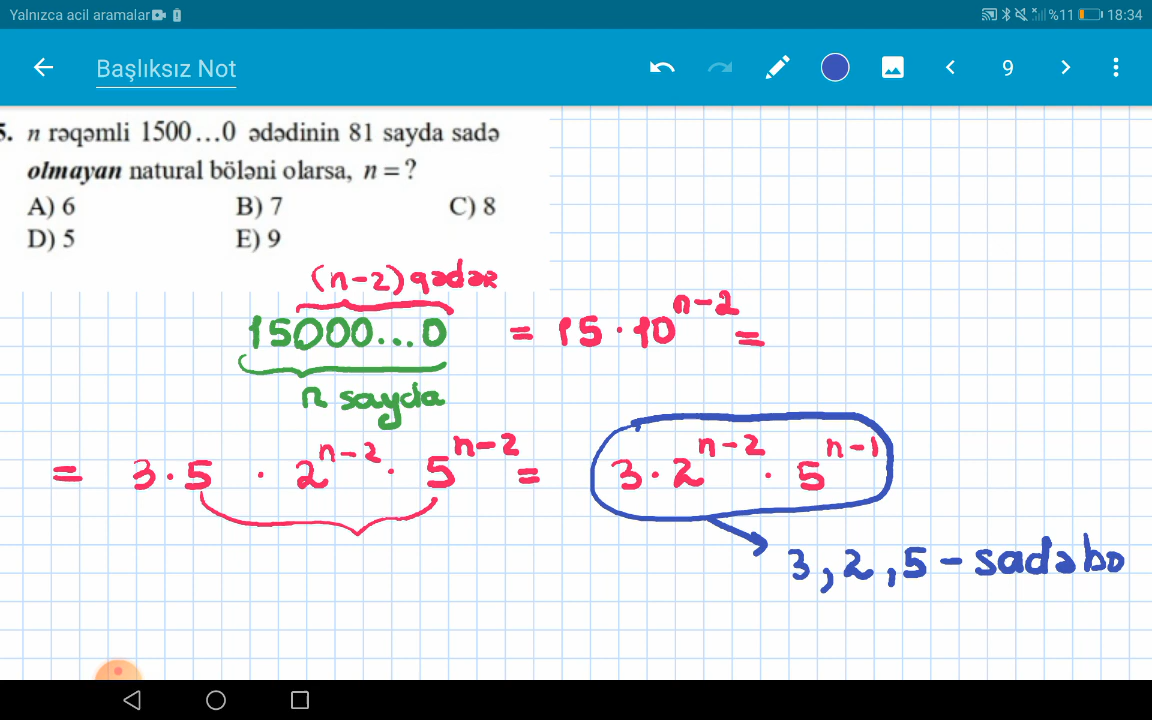 Yalnızca acil aramalar %11 18:34
Başlıksız Not 9
5. n rəqəmli 1500...0 ədədinin 81 sayda sadə
olmayan natural böləni olarsa, n = ?
A) 6 B) 7 C) 8
D) 5 E) 9
(n-2) qədər
15000...0 = 15·10^{n-2} =
n sayda
= 3·5 · 2^{n-2} · 5^{n-2} = 3·2^{n-2} · 5^{n-1}
3, 2, 5 - sadə bö